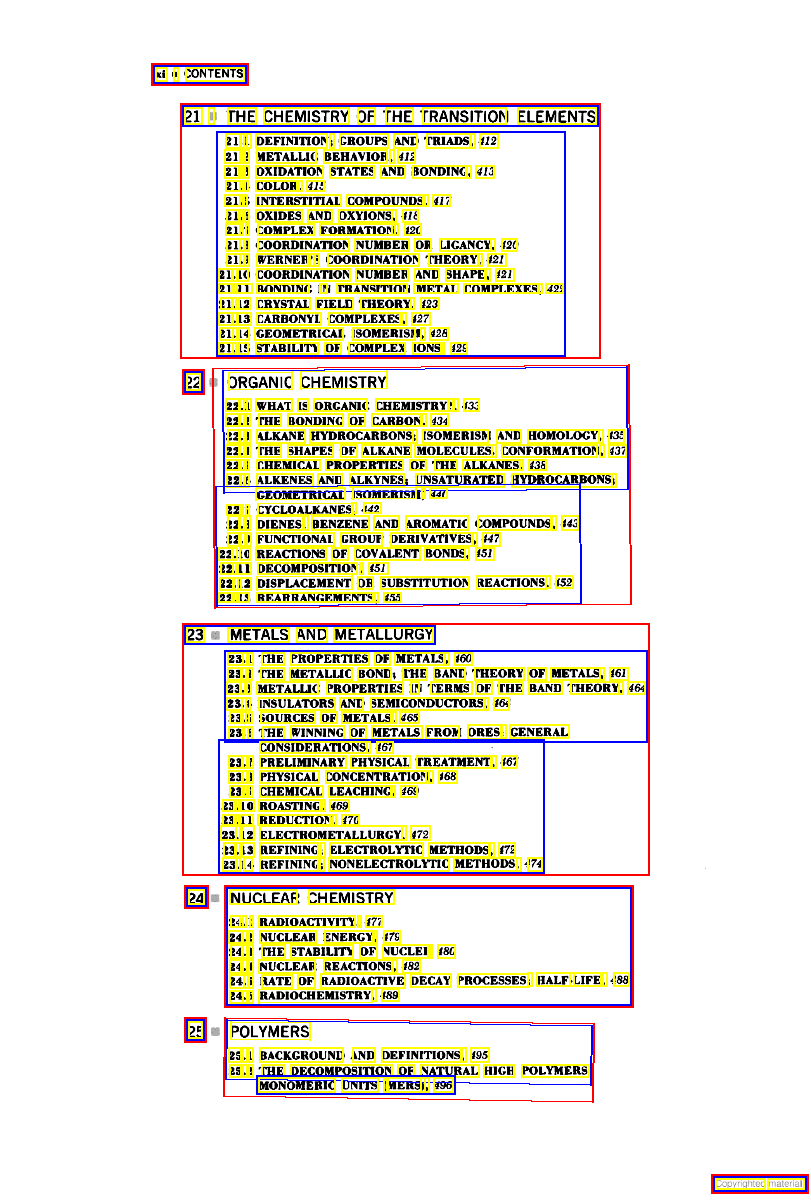 xi ■ CONTENTS
21 ■ THE CHEMISTRY OF THE TRANSITION ELEMENTS
21.1 DEFINITION; GROUPS AND TRIADS, 412
21.2 METALLIC BEHAVIOR, 412
21.3 OXIDATION STATES AND BONDING, 413
21.4 COLOR, 415
21.5 INTERSTITIAL COMPOUNDS, 417
21.6 OXIDES AND OXYIONS, 418
21.7 COMPLEX FORMATION, 420
21.8 COORDINATION NUMBER OR LIGANCY, 420
21.9 WERNER'S COORDINATION THEORY, 421
21.10 COORDINATION NUMBER AND SHAPE, 421
21.11 BONDING IN TRANSITION METAL COMPLEXES, 422
21.12 CRYSTAL FIELD THEORY, 423
21.13 CARBONYL COMPLEXES, 427
21.14 GEOMETRICAL ISOMERISM, 428
21.15 STABILITY OF COMPLEX IONS, 428
22 ■ ORGANIC CHEMISTRY
22.1 WHAT IS ORGANIC CHEMISTRY?, 433
22.2 THE BONDING OF CARBON, 434
22.3 ALKANE HYDROCARBONS; ISOMERISM AND HOMOLOGY, 435
22.4 THE SHAPES OF ALKANE MOLECULES. CONFORMATION, 437
22.5 CHEMICAL PROPERTIES OF THE ALKANES, 438
22.6 ALKENES AND ALKYNES; UNSATURATED HYDROCARBONS;
GEOMETRICAL ISOMERISM, 440
22.7 CYCLOALKANES, 442
22.8 DIENES, BENZENE AND AROMATIC COMPOUNDS, 443
22.9 FUNCTIONAL GROUP DERIVATIVES, 447
22.10 REACTIONS OF COVALENT BONDS, 451
22.11 DECOMPOSITION, 451
22.12 DISPLACEMENT OR SUBSTITUTION REACTIONS, 452
22.13 REARRANGEMENTS, 455
23 ■ METALS AND METALLURGY
23.1 THE PROPERTIES OF METALS, 460
23.2 THE METALLIC BOND; THE BAND THEORY OF METALS, 461
23.3 METALLIC PROPERTIES IN TERMS OF THE BAND THEORY, 464
23.4 INSULATORS AND SEMICONDUCTORS, 464
23.5 SOURCES OF METALS, 465
23.6 THE WINNING OF METALS FROM ORES; GENERAL
CONSIDERATIONS, 467
23.7 PRELIMINARY PHYSICAL TREATMENT, 467
23.8 PHYSICAL CONCENTRATION, 468
23.9 CHEMICAL LEACHING, 469
23.10 ROASTING, 469
23.11 REDUCTION, 470
23.12 ELECTROMETALLURGY, 472
23.13 REFINING; ELECTROLYTIC METHODS, 473
23.14 REFINING; NONELECTROLYTIC METHODS, 474
24 ■ NUCLEAR CHEMISTRY
24.1 RADIOACTIVITY, 477
24.2 NUCLEAR ENERGY, 479
24.3 THE STABILITY OF NUCLEI, 480
24.4 NUCLEAR REACTIONS, 482
24.5 RATE OF RADIOACTIVE DECAY PROCESSES; HALF-LIFE, 488
24.6 RADIOCHEMISTRY, 489
25 ■ POLYMERS
25.1 BACKGROUND AND DEFINITIONS, 495
25.2 THE DECOMPOSITION OF NATURAL HIGH POLYMERS
MONOMERIC UNITS (MERS), 496
Copyrighted material